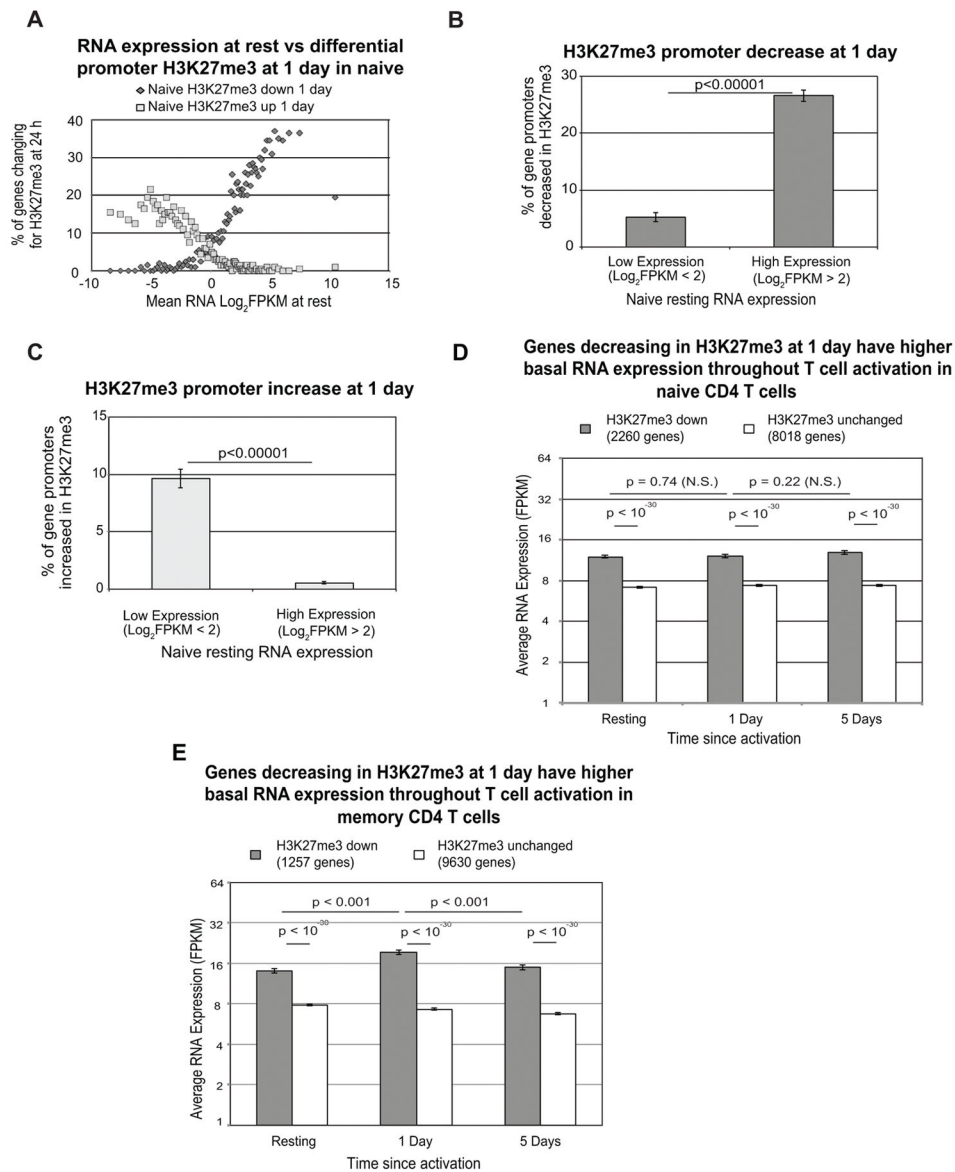 A
RNA expression at rest vs differential
promoter H3K27me3 at 1 day in naive
Naive H3K27me3 down 1 day
Naive H3K27me3 up 1 day
% of genes changing
for H3K27me3 at 24 h
40
30
20
10
0
-10
-5
0
5
10
15
Mean RNA Log₂FPKM at rest
B
H3K27me3 promoter decrease at 1 day
% of gene promoters
decreased in H3K27me3
30
20
10
0
p<0.00001
Low Expression
(Log₂FPKM < 2)
High Expression
(Log₂FPKM > 2)
Naive resting RNA expression
C
H3K27me3 promoter increase at 1 day
% of gene promoters
increased in H3K27me3
15
10
5
0
p<0.00001
Low Expression
(Log₂FPKM < 2)
High Expression
(Log₂FPKM > 2)
Naive resting RNA expression
D
Genes decreasing in H3K27me3 at 1 day have higher
basal RNA expression throughout T cell activation in
naive CD4 T cells
H3K27me3 down
(2260 genes)
H3K27me3 unchanged
(8018 genes)
Average RNA Expression (FPKM)
64
32
16
8
4
2
1
p = 0.74 (N.S.)
p = 0.22 (N.S.)
p < 10⁻³⁰
p < 10⁻³⁰
p < 10⁻³⁰
Resting
1 Day
5 Days
Time since activation
E
Genes decreasing in H3K27me3 at 1 day have higher
basal RNA expression throughout T cell activation in
memory CD4 T cells
H3K27me3 down
(1257 genes)
H3K27me3 unchanged
(9630 genes)
Average RNA Expression (FPKM)
64
32
16
8
4
2
1
p < 0.001
p < 0.001
p < 10⁻³⁰
p < 10⁻³⁰
p < 10⁻³⁰
Resting
1 Day
5 Days
Time since activation